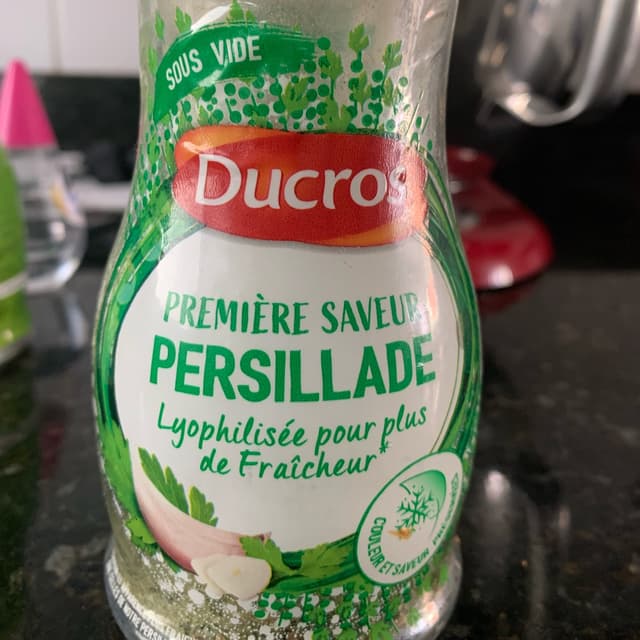 SOUS VIDE
Ducros
PREMIÈRE SAVEUR
PERSILLADE
Lyophilisée pour plus
de Fraîcheur*
COULEUR ET SAVEUR